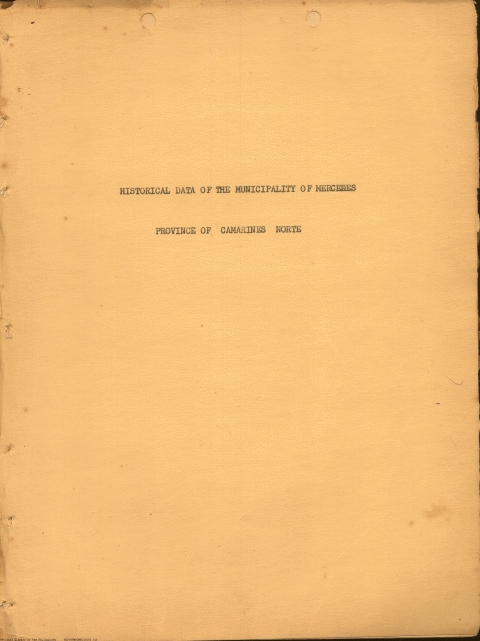 HISTORICAL DATA OF THE MUNICIPALITY OF MERCEDES
PROVINCE OF CAMARINES NORTE